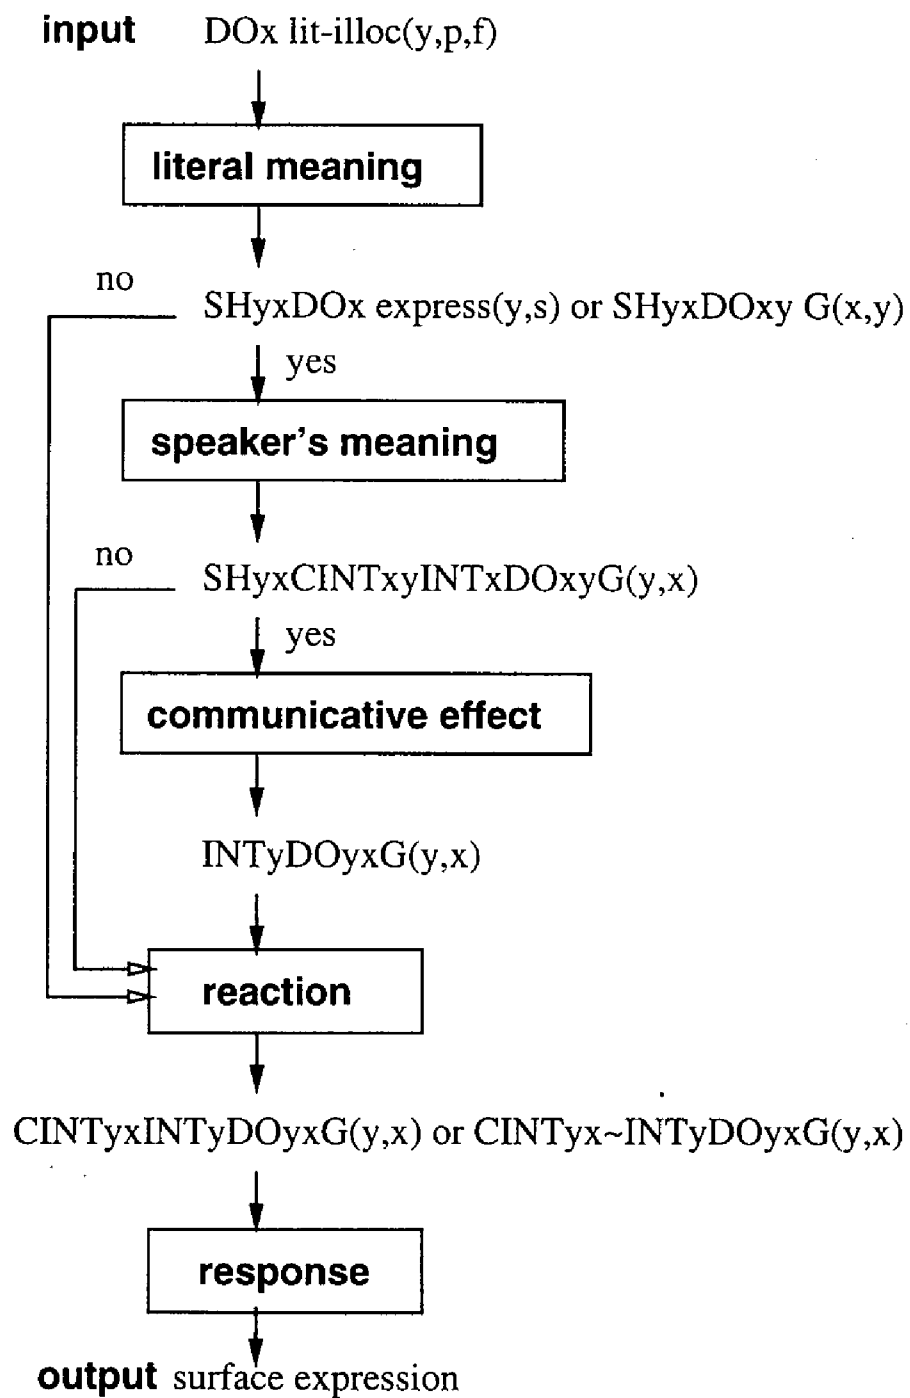 input DOx lit-illoc(y,p,f)
literal meaning
no
SHyxDOx express(y,s) or SHyxDOxy G(x,y)
yes
speaker's meaning
no
SHyxCINTxyINTxDOxyG(y,x)
yes
communicative effect
INTyDOyxG(y,x)
reaction
CINTyxINTyDOyxG(y,x) or CINTyx~INTyDOyxG(y,x)
response
output surface expression